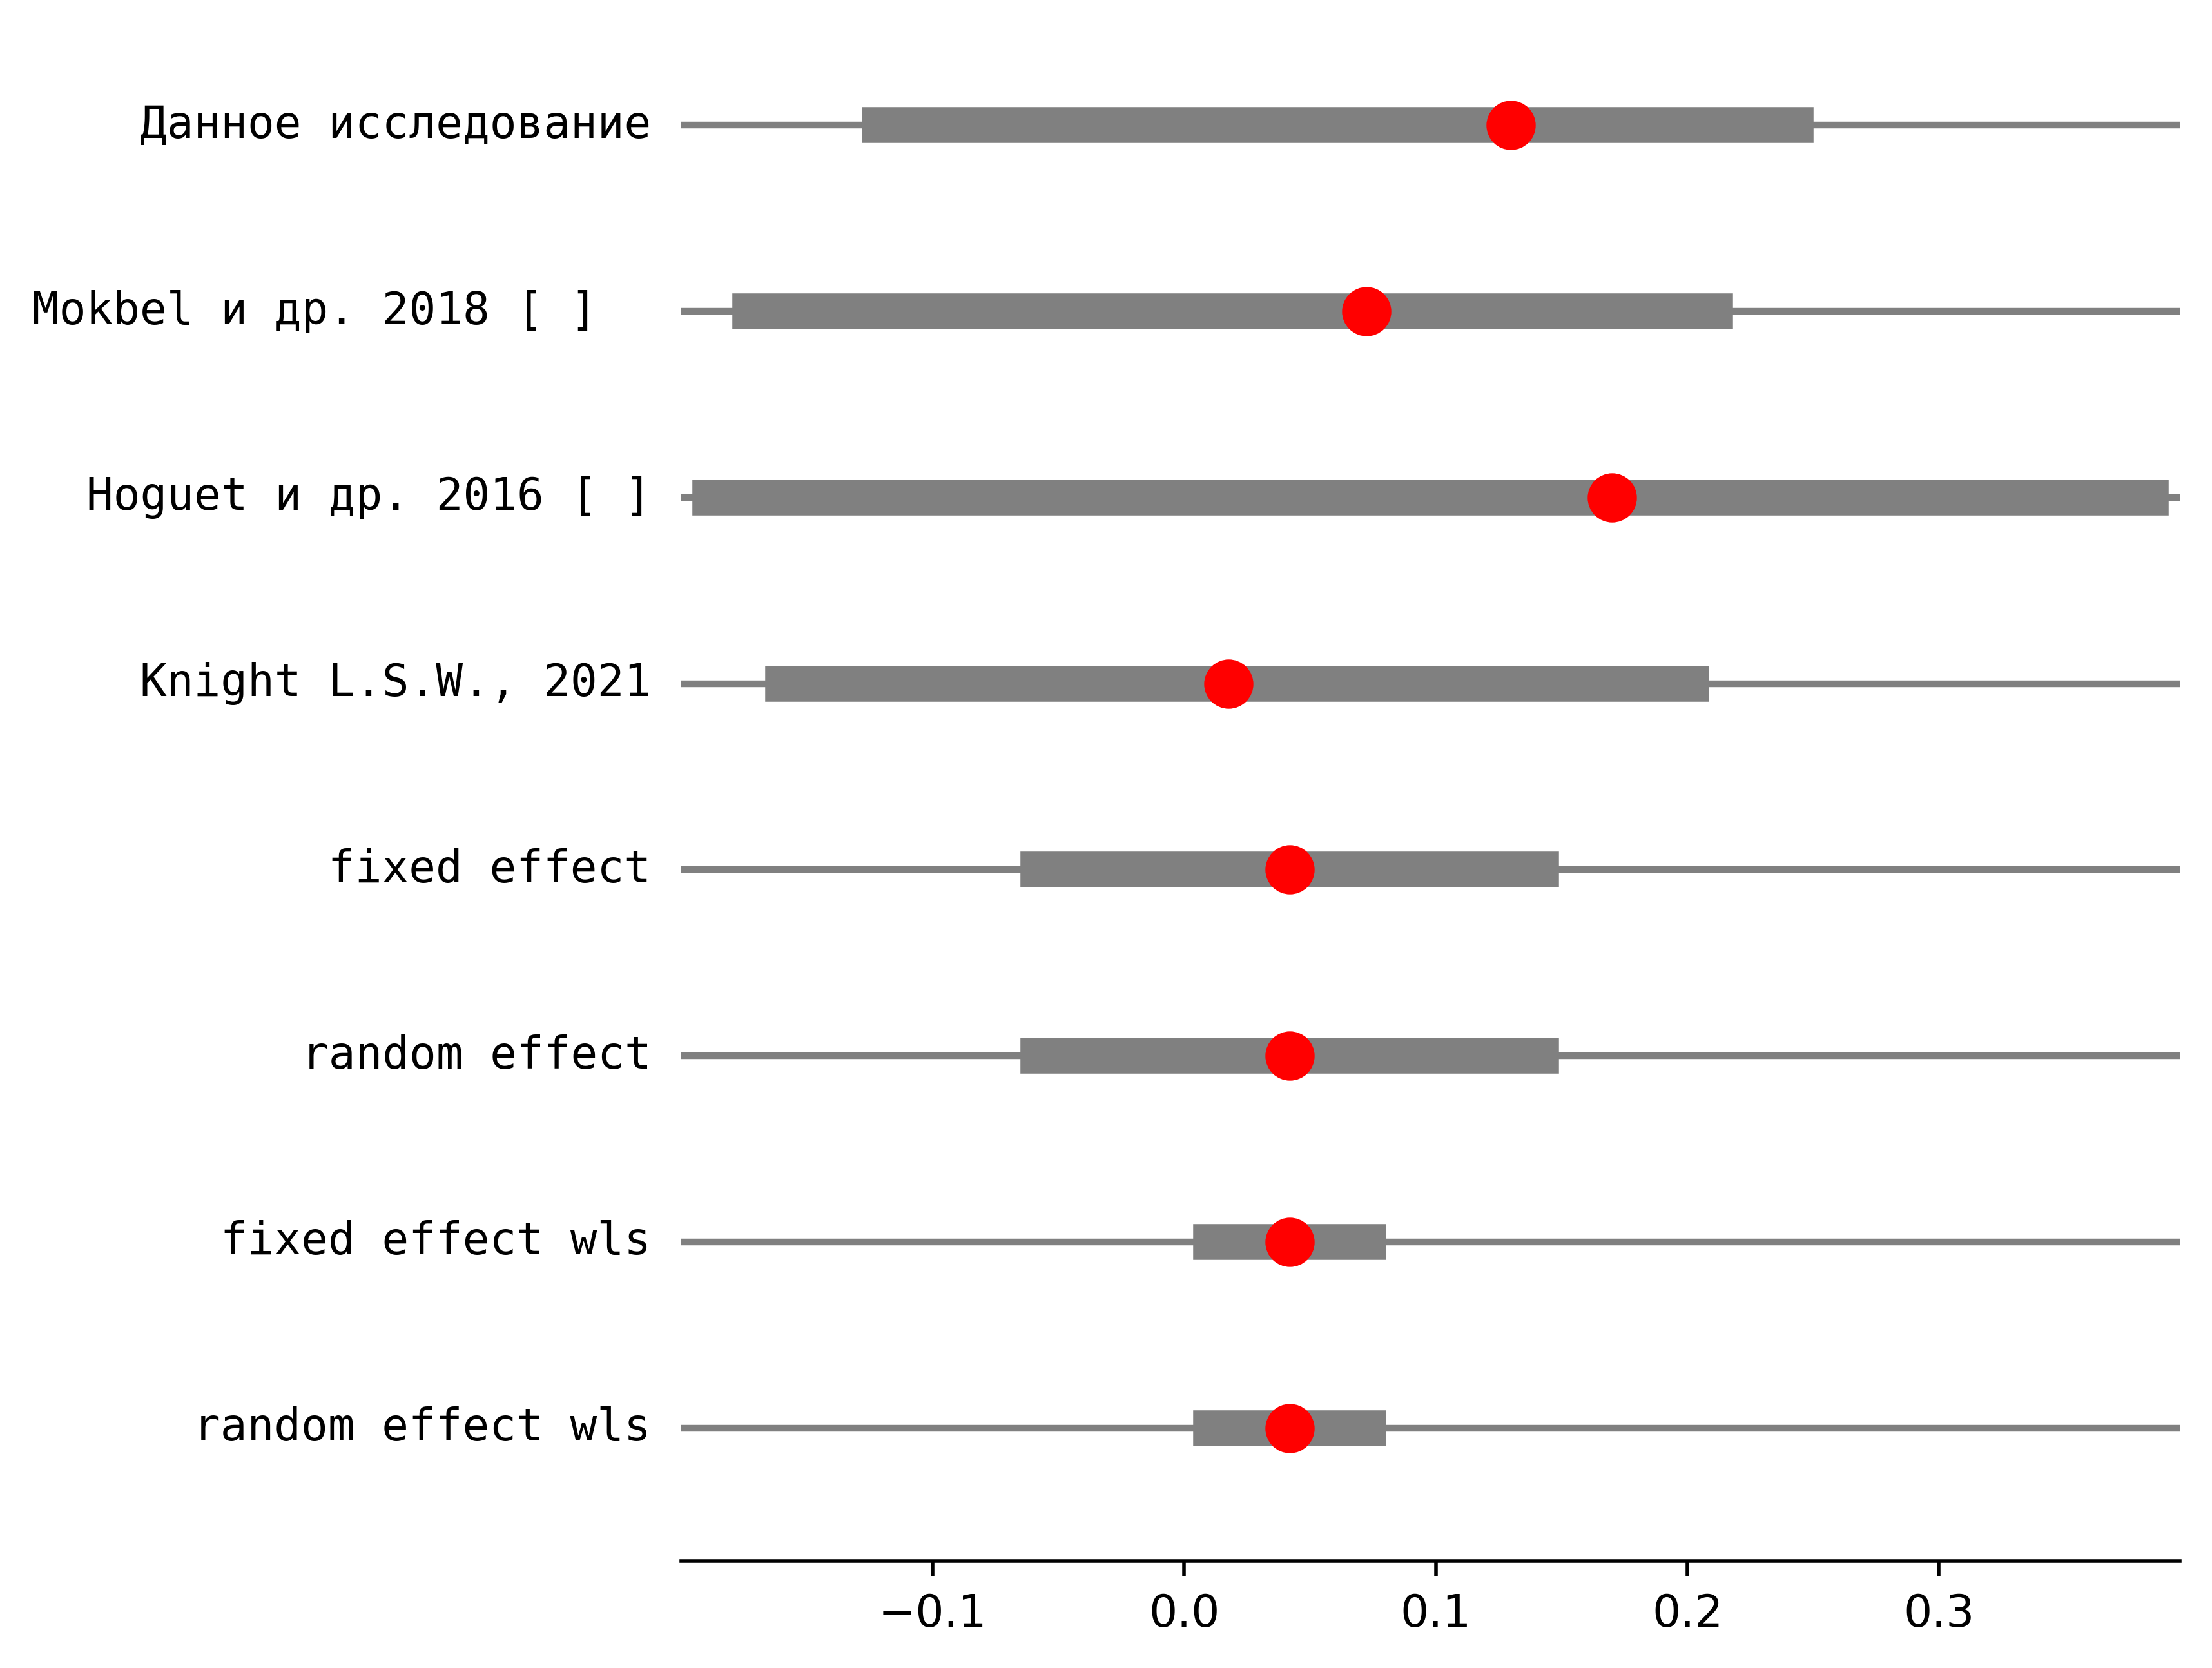 Данное исследование
Mokbel и др. 2018 [ ]
Hoguet и др. 2016 [ ]
Knight L.S.W., 2021
fixed effect
random effect
fixed effect wls
random effect wls
−0.1 0.0 0.1 0.2 0.3